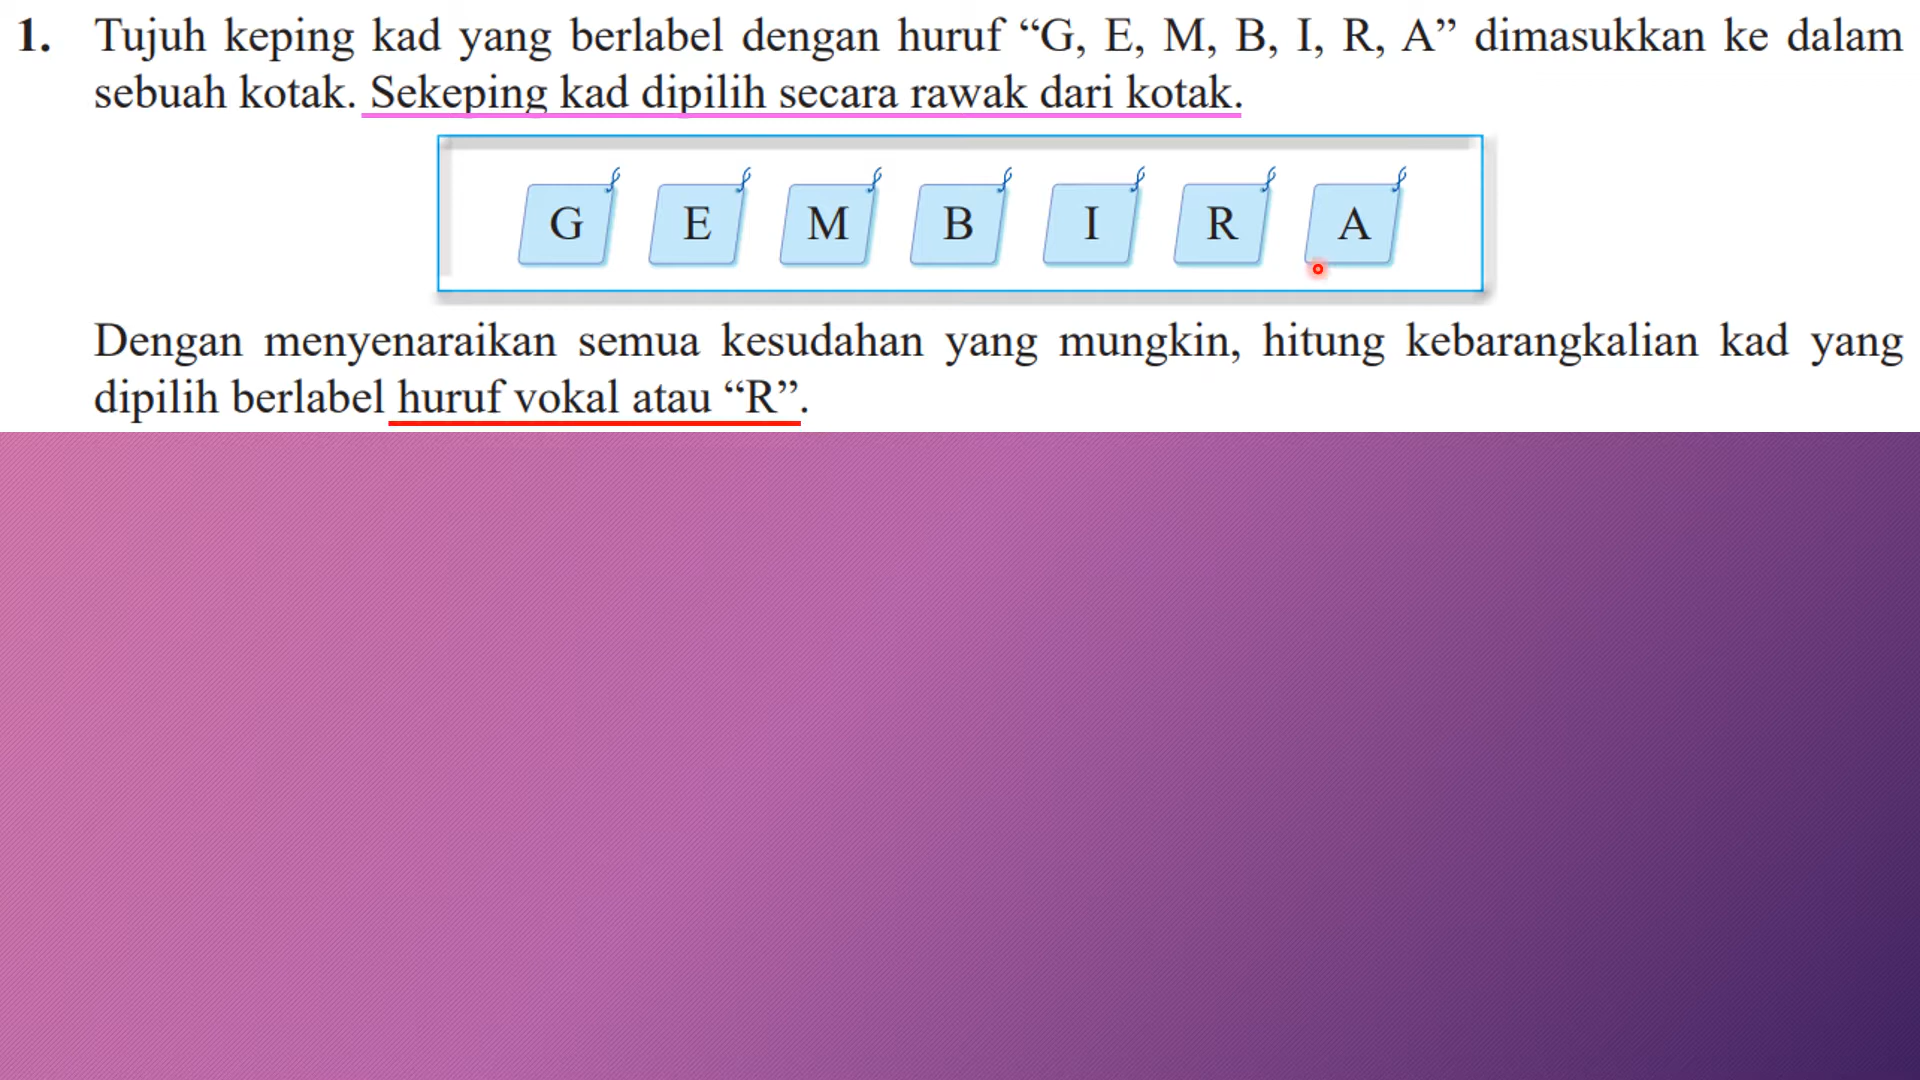 1. Tujuh keping kad yang berlabel dengan huruf “G, E, M, B, I, R, A” dimasukkan ke dalam
sebuah kotak. Sekeping kad dipilih secara rawak dari kotak.
G E M B I R A
Dengan menyenaraikan semua kesudahan yang mungkin, hitung kebarangkalian kad yang
dipilih berlabel huruf vokal atau “R”.